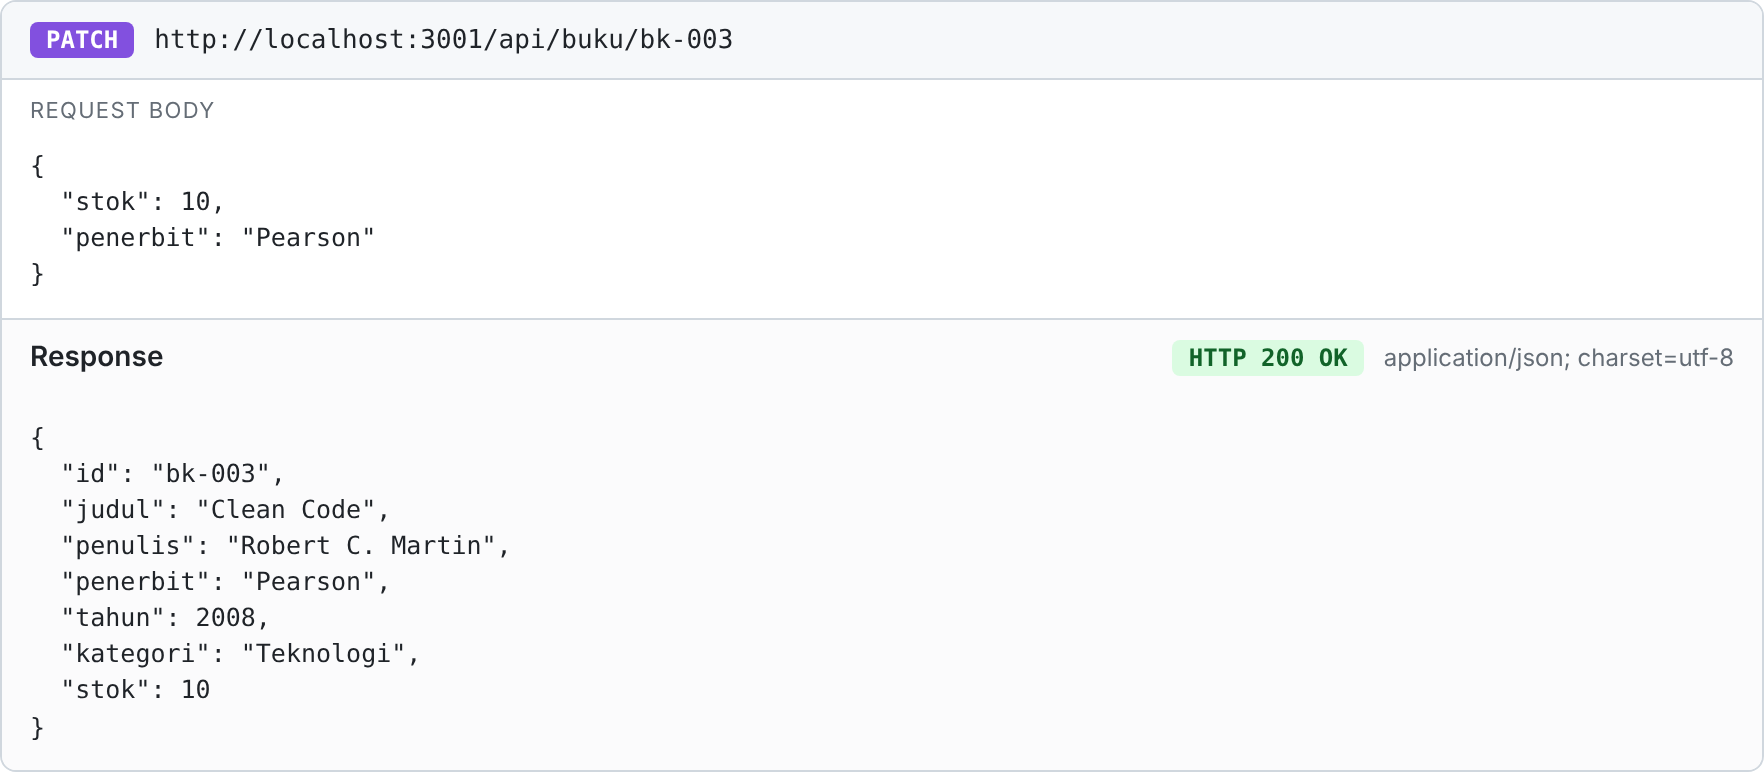 PATCH http://localhost:3001/api/buku/bk-003
REQUEST BODY
{
  "stok": 10,
  "penerbit": "Pearson"
}
Response HTTP 200 OK application/json; charset=utf-8
{
  "id": "bk-003",
  "judul": "Clean Code",
  "penulis": "Robert C. Martin",
  "penerbit": "Pearson",
  "tahun": 2008,
  "kategori": "Teknologi",
  "stok": 10
}